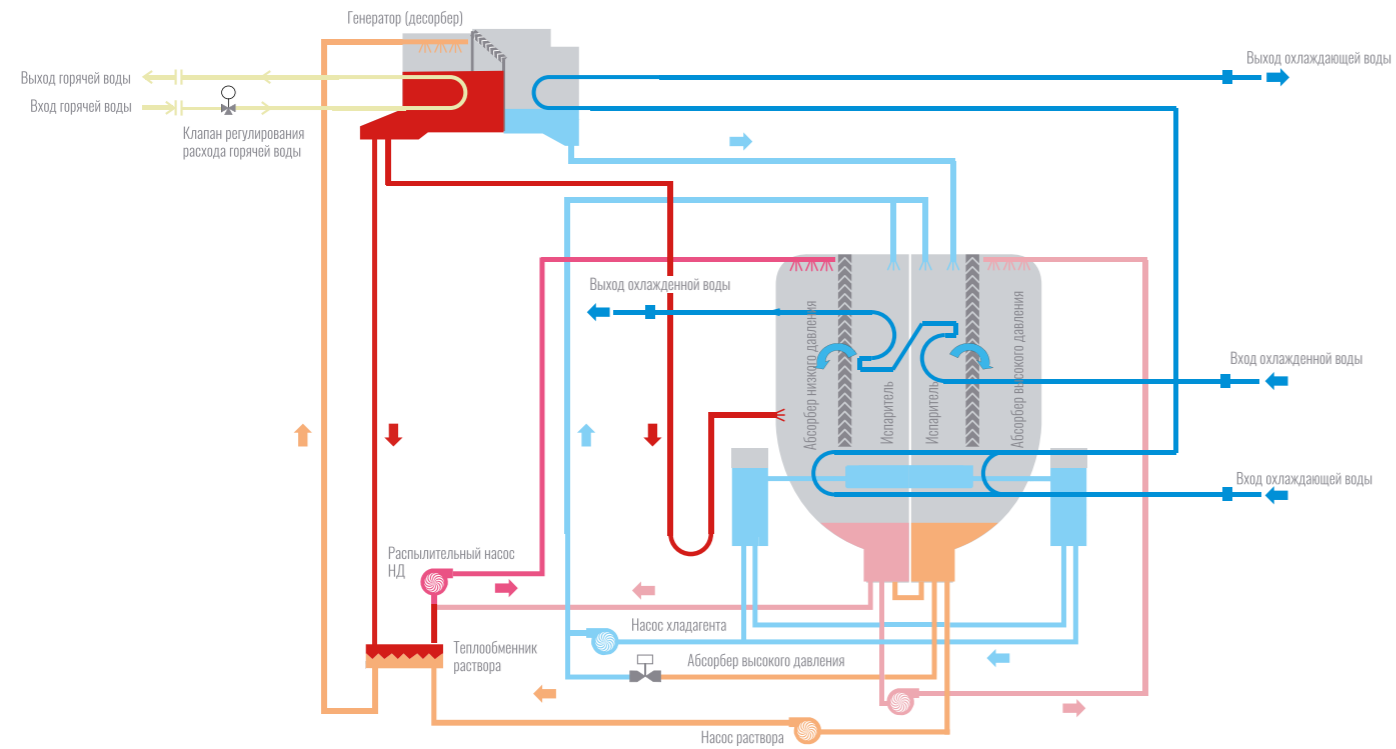 Генератор (десорбер)
Выход горячей воды
Вход горячей воды
Клапан регулирования
расхода горячей воды
Выход охлаждающей воды
Выход охлажденной воды
Вход охлажденной воды
Абсорбер низкого давления
Испаритель
Испаритель
Абсорбер высокого давления
Вход охлаждающей воды
Распылительный насос
НД
Насос хладагента
Теплообменник
раствора
Абсорбер высокого давления
Насос раствора